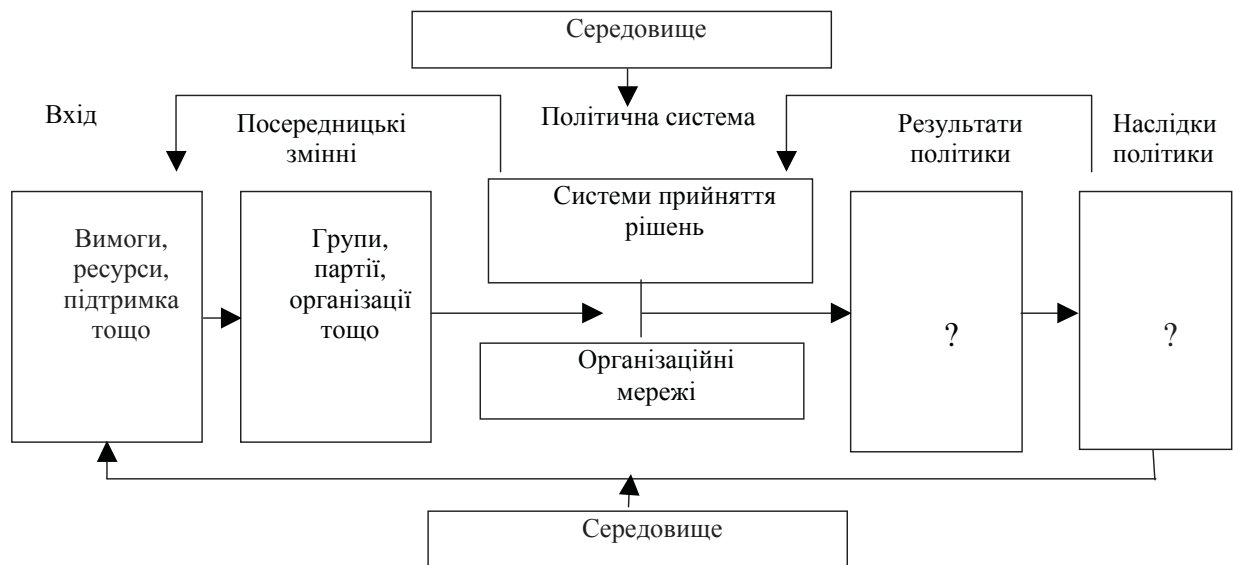 Середовище
Вхід
Посередницькі
змінні
Політична система
Результати
політики
Наслідки
політики
Вимоги,
ресурси,
підтримка
тощо
Групи,
партії,
організації
тощо
Системи прийняття
рішень
Організаційні
мережі
?
?
Середовище